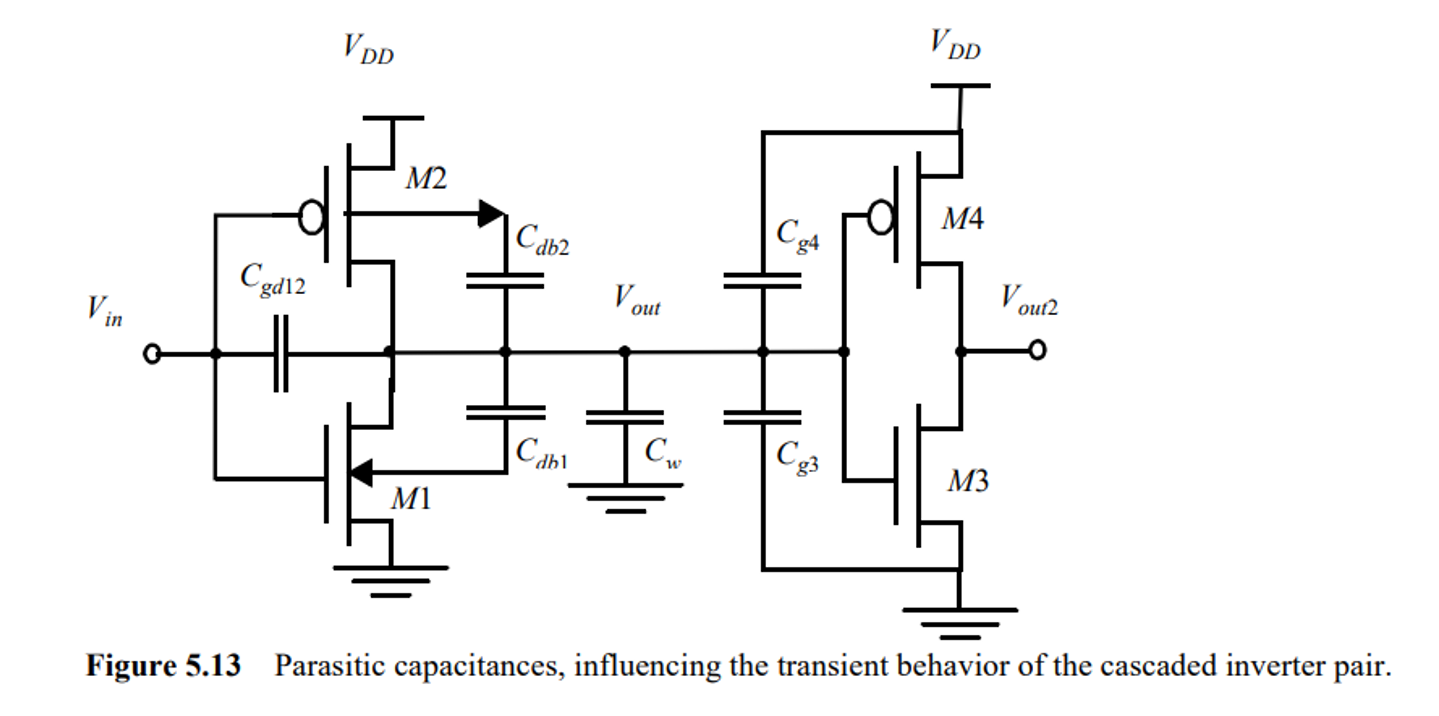 VDD
VDD
M2
Cdb2
Cg4
M4
Cgd12
Vin
Vout
Vout2
Cdb1
Cw
Cg3
M3
M1
Figure 5.13 Parasitic capacitances, influencing the transient behavior of the cascaded inverter pair.